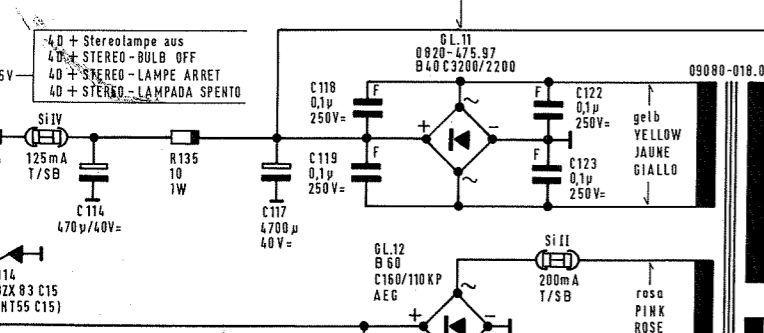 4D + Stereolampe aus
4D + STEREO-BULB OFF
4D + STEREO-LAMPE ARRET
4D + STEREO-LAMPADA SPENTO
5V
GL.11
0820-475.97
B40 C3200/2200
09080-018.0
C118
0,1µ
250V=
F
C122
0,1µ
250V=
F
gelb
YELLOW
JAUNE
GIALLO
Si IV
125mA
T/SB
R135
10
1W
C119
0,1µ
250V=
F
C123
0,1µ
250V=
F
+
~
−
~
C114
470µ/40V=
C117
4700µ
40V=
GL.12
B60
C160/110KP
AEG
Si II
200mA
T/SB
rosa
PINK
ROSE
+
~
−
14
BZX 83 C15
NT55 C15)